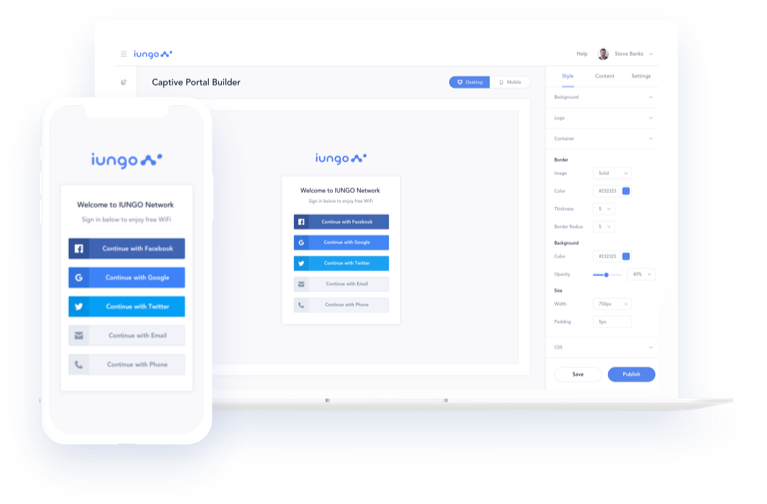 iungo
Help
Steve Banks
Captive Portal Builder
Desktop
Mobile
Style
Content
Settings
Background
Logo
Container
Border
Image
Solid
Color
#232323
Thickness
5
Border Radius
5
Background
Color
#232323
Opacity
40%
Size
Width
750px
Padding
5px
CSS
Save
Publish
iungo
Welcome to IUNGO Network
Sign in below to enjoy free WiFi
Continue with Facebook
Continue with Google
Continue with Twitter
Continue with Email
Continue with Phone
iungo
Welcome to IUNGO Network
Sign in below to enjoy free WiFi
Continue with Facebook
Continue with Google
Continue with Twitter
Continue with Email
Continue with Phone